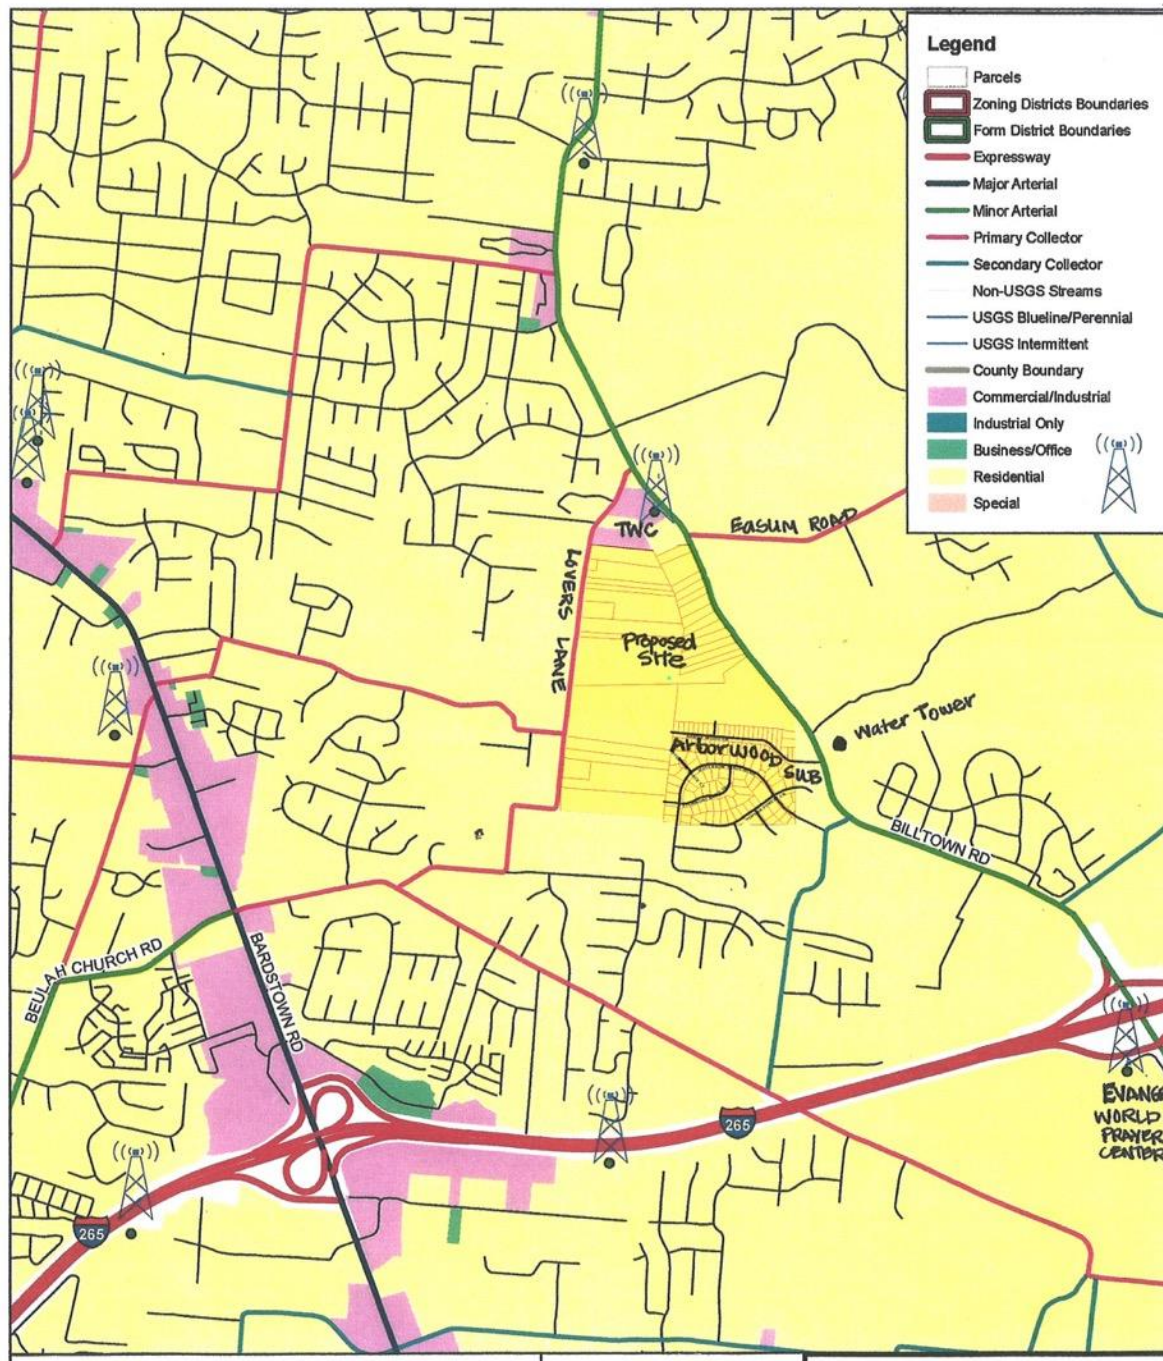 Legend
Parcels
Zoning Districts Boundaries
Form District Boundaries
Expressway
Major Arterial
Minor Arterial
Primary Collector
Secondary Collector
Non-USGS Streams
USGS Blueline/Perennial
USGS Intermittent
County Boundary
Commercial/Industrial
Industrial Only
Business/Office
Residential
Special
TWC
EASUM ROAD
LOVERS LANE
Proposed
Site
Water Tower
Arborwood
SUB
BILLTOWN RD
BEULAH CHURCH RD
BARDSTOWN RD
EVANG
WORLD
PRAYER
CENTER
265
265